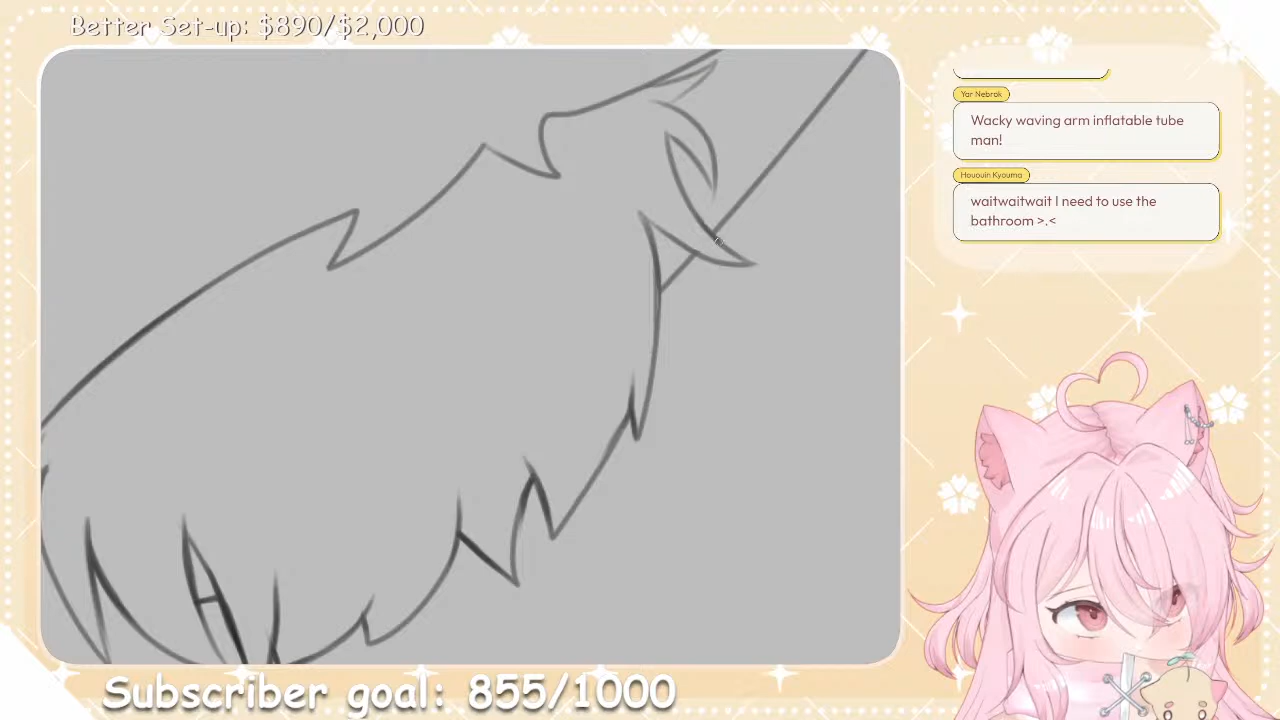 Better Set-up: $890/$2,000
Yar Nebrok
Wacky waving arm inflatable tube
man!
Hououin Kyouma
waitwaitwait I need to use the
bathroom >.<
Subscriber goal: 855/1000